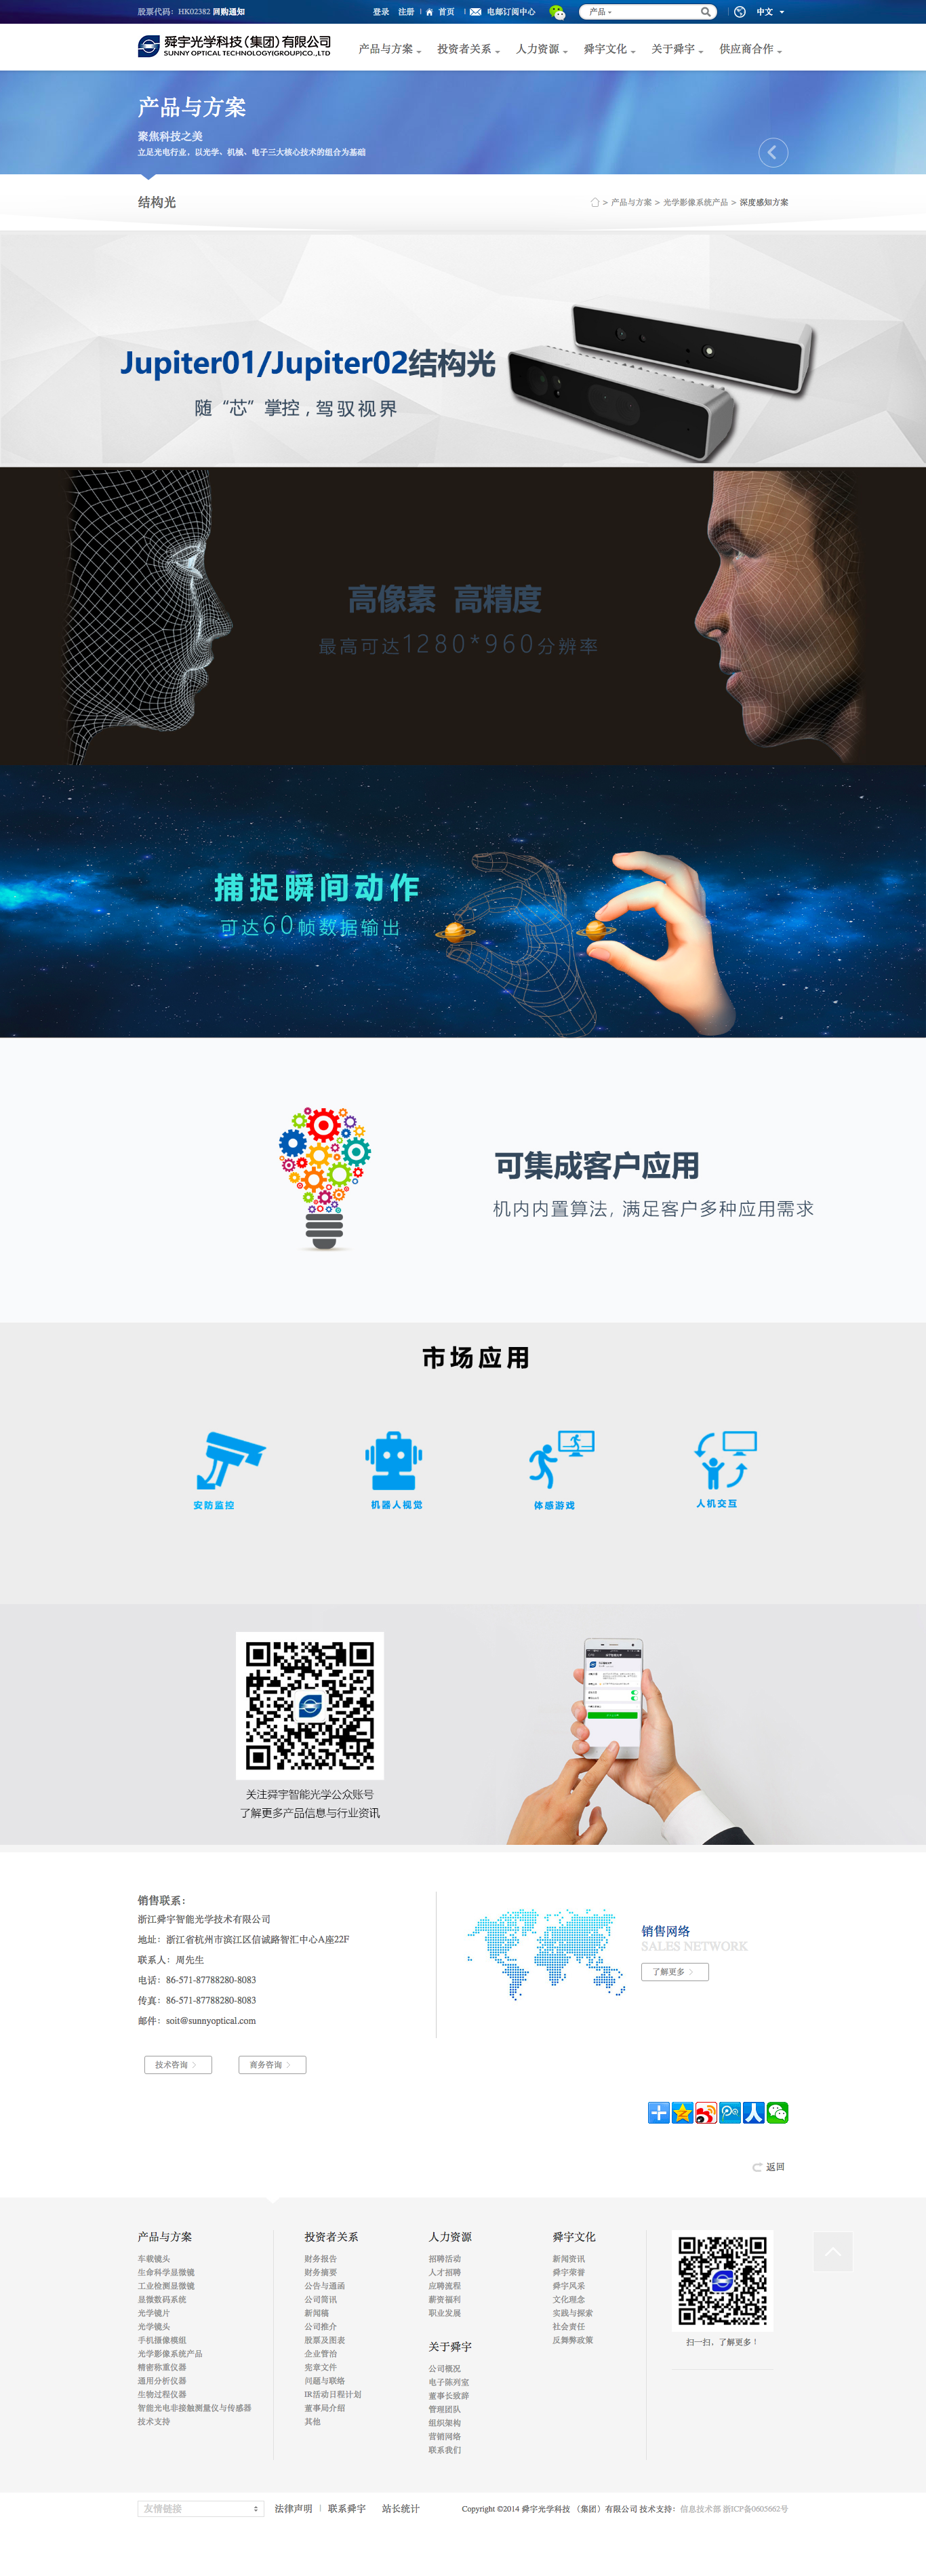 股票代码：HK02382 网购通知
登录 注册 首页 电邮订阅中心 产品 中文
舜宇光学科技（集团）有限公司
SUNNY OPTICAL TECHNOLOGY(GROUP)CO.,LTD
产品与方案 投资者关系 人力资源 舜宇文化 关于舜宇 供应商合作
产品与方案
聚焦科技之美
立足光电行业，以光学、机械、电子三大核心技术的组合为基础
结构光
> 产品与方案 > 光学影像系统产品 > 深度感知方案
Jupiter01/Jupiter02结构光
随“芯”掌控，驾驭视界
高像素 高精度
最高可达1280*960分辨率
捕捉瞬间动作
可达60帧数据输出
可集成客户应用
机内内置算法，满足客户多种应用需求
市场应用
安防监控 机器人视觉 体感游戏 人机交互
关注舜宇智能光学公众账号
了解更多产品信息与行业资讯
销售联系：
浙江舜宇智能光学技术有限公司
地址：浙江省杭州市滨江区信诚路智汇中心A座22F
联系人：周先生
电话：86-571-87788280-8083
传真：86-571-87788280-8083
邮件：soit@sunnyoptical.com
技术咨询 商务咨询
销售网络
SALES NETWORK
了解更多
返回
产品与方案
车载镜头
生命科学显微镜
工业检测显微镜
显微数码系统
光学镜片
光学镜头
手机摄像模组
光学影像系统产品
精密称重仪器
通用分析仪器
生物过程仪器
智能光电非接触测量仪与传感器
技术支持
投资者关系
财务报告
财务摘要
公告与通函
公司简讯
新闻稿
公司推介
股票及图表
企业管治
宪章文件
问题与联络
IR活动日程计划
董事局介绍
其他
人力资源
招聘活动
人才招聘
应聘流程
薪资福利
职业发展
关于舜宇
公司概况
电子陈列室
董事长致辞
管理团队
组织架构
营销网络
联系我们
舜宇文化
新闻资讯
舜宇荣誉
舜宇风采
文化理念
实践与探索
社会责任
反舞弊政策
扫一扫，了解更多！
友情链接 法律声明 联系舜宇 站长统计
Copyright ©2014 舜宇光学科技 （集团）有限公司 技术支持：信息技术部 浙ICP备0605662号